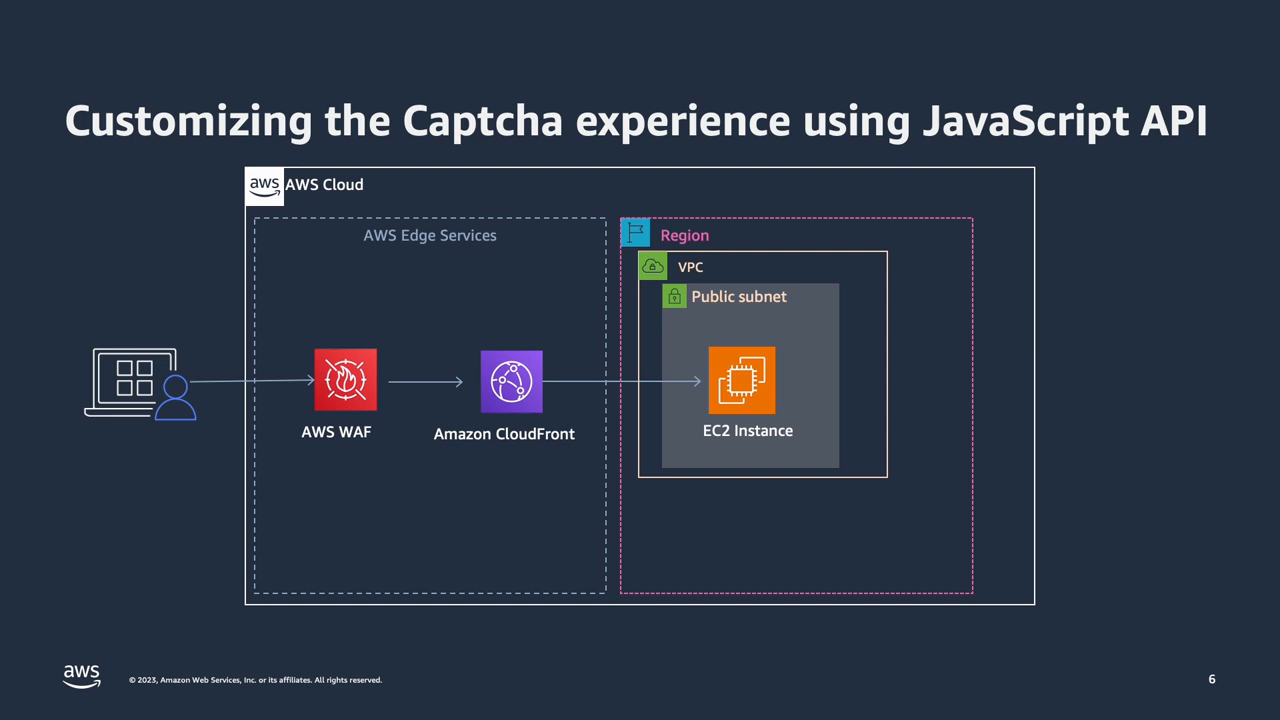 Customizing the Captcha experience using JavaScript API
aws
AWS Cloud
AWS Edge Services
Region
VPC
Public subnet
AWS WAF
Amazon CloudFront
EC2 Instance
aws
© 2023, Amazon Web Services, Inc. or its affiliates. All rights reserved.
6